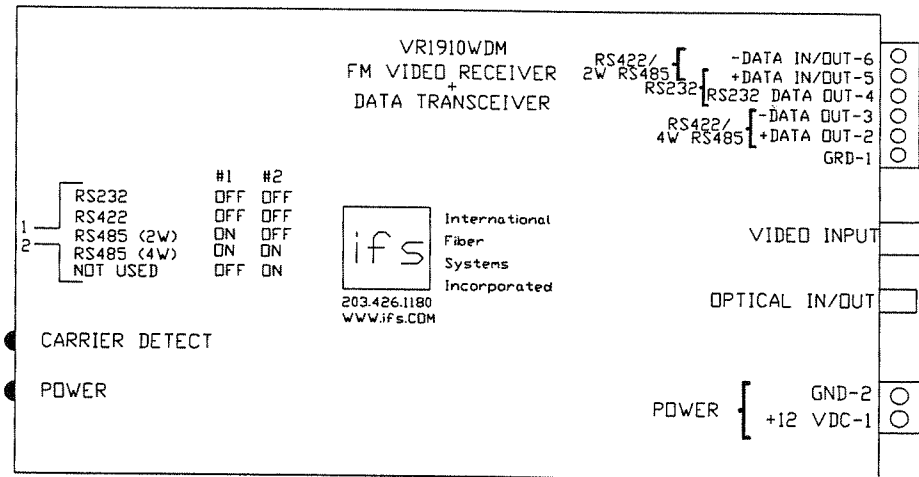 VR1910WDM
FM VIDEO RECEIVER
+
DATA TRANSCEIVER
RS422/
2W RS485
RS232
-DATA IN/OUT-6
+DATA IN/OUT-5
RS232 DATA OUT-4
RS422/
4W RS485
-DATA OUT-3
+DATA OUT-2
GRD-1
#1 #2
RS232 OFF OFF
RS422 OFF OFF
RS485 (2W) ON OFF
RS485 (4W) ON ON
NOT USED OFF ON
1
2
ifs
International
Fiber
Systems
Incorporated
203.426.1180
WWW.ifs.COM
VIDEO INPUT
OPTICAL IN/OUT
CARRIER DETECT
POWER
POWER
GND-2
+12 VDC-1